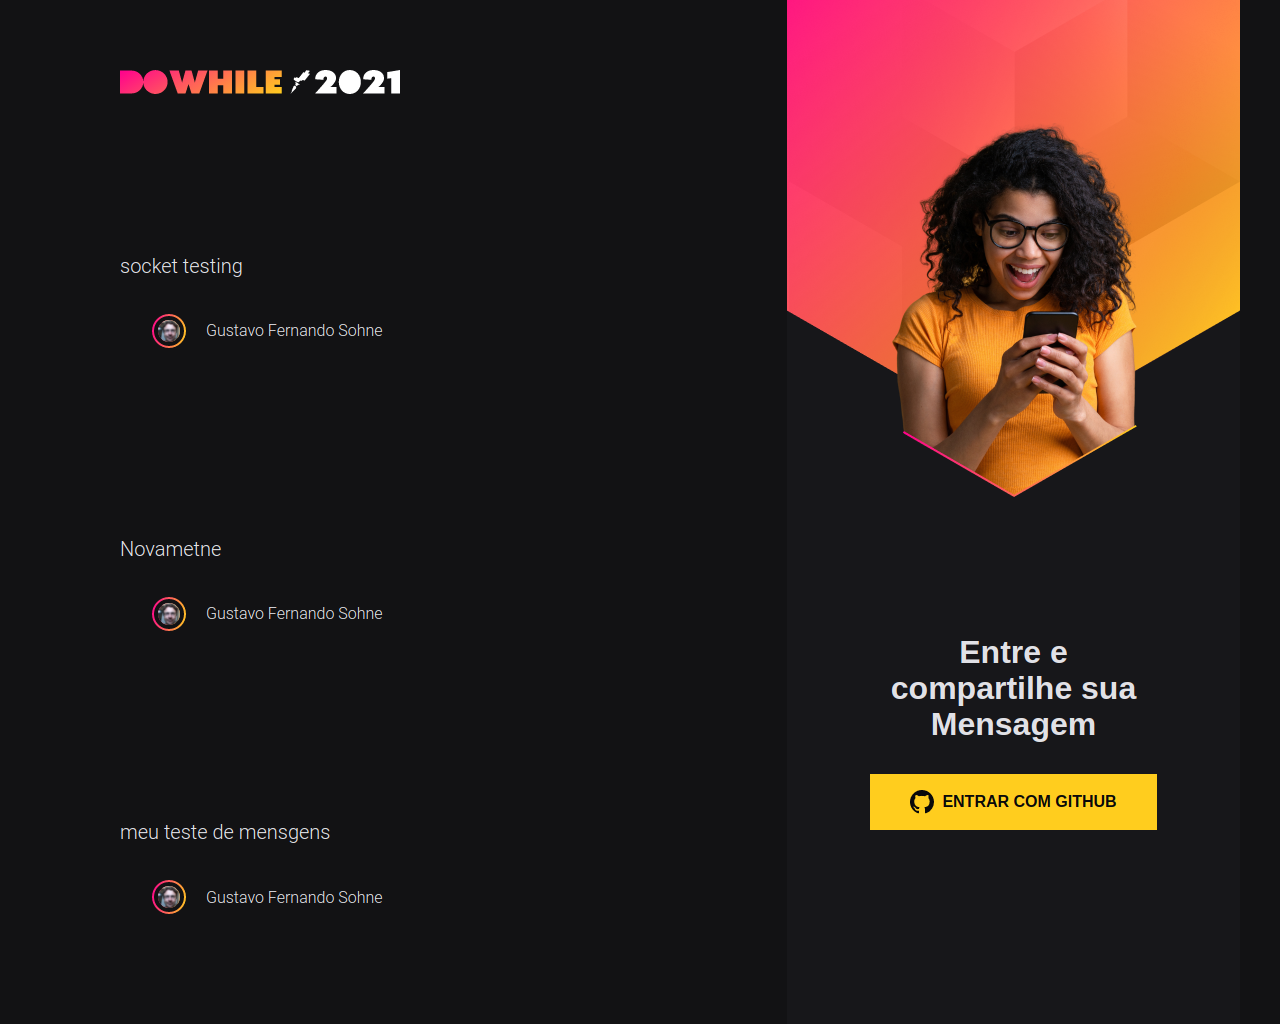 DOWHILE 2021
socket testing
Gustavo Fernando Sohne
Novametne
Gustavo Fernando Sohne
meu teste de mensgens
Gustavo Fernando Sohne
Entre e
compartilhe sua
Mensagem
ENTRAR COM GITHUB